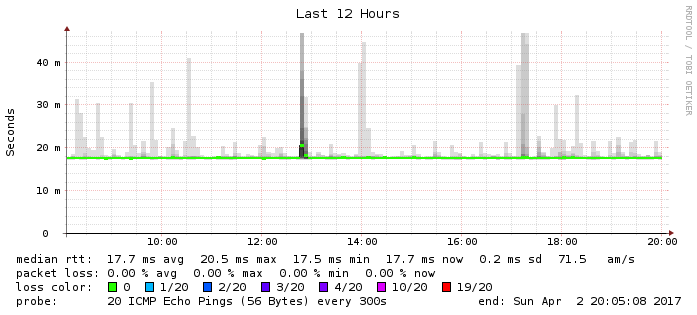 Last 12 Hours
RRDTOOL / TOBI OETIKER
Seconds
40 m
30 m
20 m
10 m
0
10:00 12:00 14:00 16:00 18:00 20:00
median rtt: 17.7 ms avg 20.5 ms max 17.5 ms min 17.7 ms now 0.2 ms sd 71.5 am/s
packet loss: 0.00 % avg 0.00 % max 0.00 % min 0.00 % now
loss color: 0 1/20 2/20 3/20 4/20 10/20 19/20
probe: 20 ICMP Echo Pings (56 Bytes) every 300s end: Sun Apr 2 20:05:08 2017